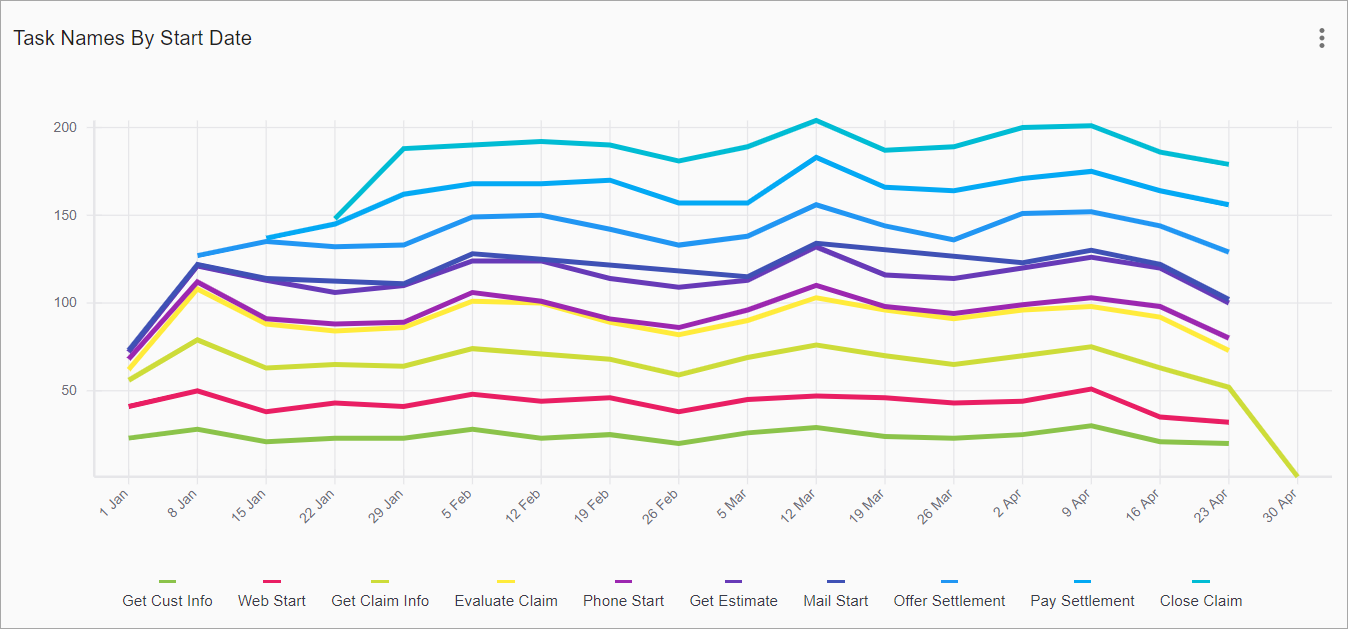 Task Names By Start Date
200
150
100
50
1 Jan
8 Jan
15 Jan
22 Jan
29 Jan
5 Feb
12 Feb
19 Feb
26 Feb
5 Mar
12 Mar
19 Mar
26 Mar
2 Apr
9 Apr
16 Apr
23 Apr
30 Apr
Get Cust Info
Web Start
Get Claim Info
Evaluate Claim
Phone Start
Get Estimate
Mail Start
Offer Settlement
Pay Settlement
Close Claim